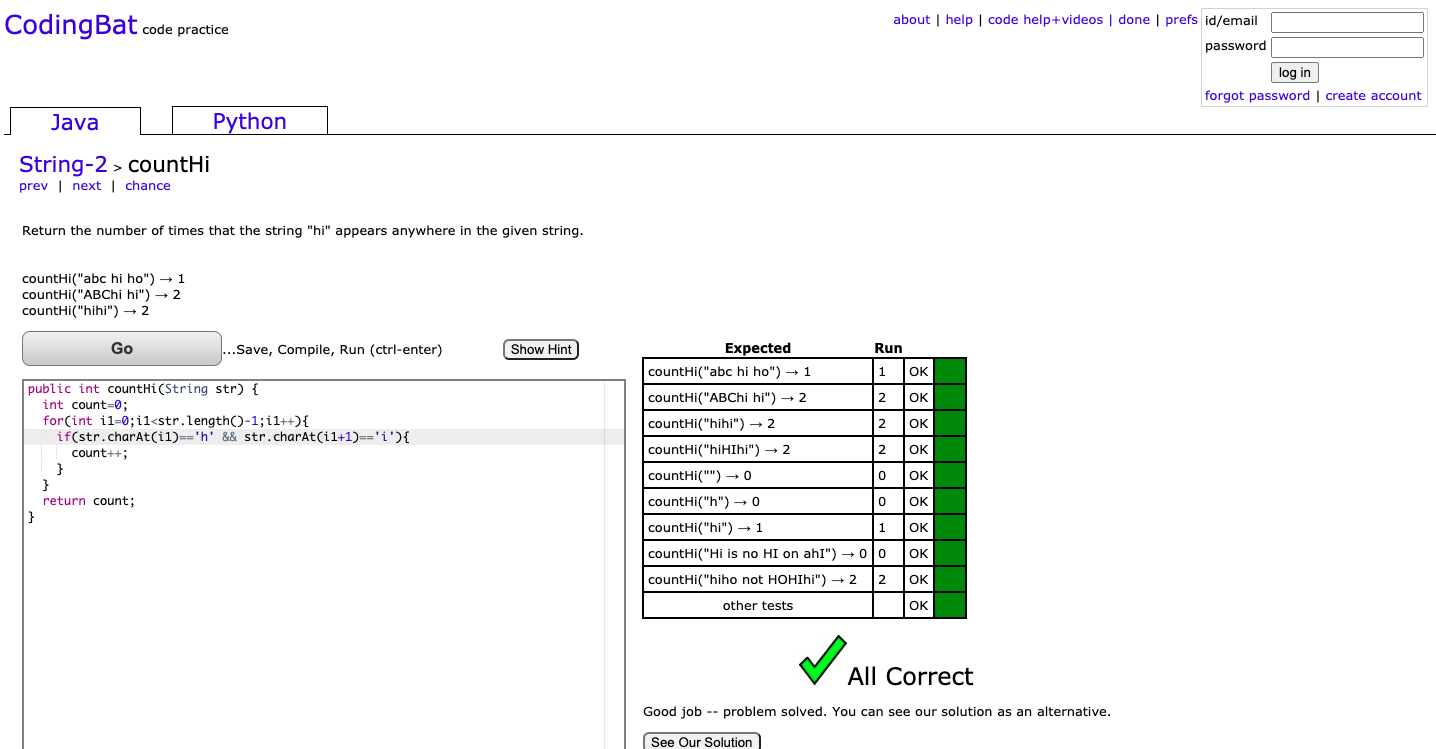 CodingBat code practice
about | help | code help+videos | done | prefs
id/email
password
log in
forgot password | create account
Java
Python
String-2 > countHi
prev | next | chance
Return the number of times that the string "hi" appears anywhere in the given string.
countHi("abc hi ho") → 1
countHi("ABChi hi") → 2
countHi("hihi") → 2
Go
...Save, Compile, Run (ctrl-enter)
Show Hint
public int countHi(String str) {
  int count=0;
  for(int i1=0;i1<str.length()-1;i1++){
    if(str.charAt(i1)=='h' && str.charAt(i1+1)=='i'){
      count++;
    }
  }
  return count;
}
Expected Run
countHi("abc hi ho") → 1 1 OK
countHi("ABChi hi") → 2 2 OK
countHi("hihi") → 2 2 OK
countHi("hiHIhi") → 2 2 OK
countHi("") → 0 0 OK
countHi("h") → 0 0 OK
countHi("hi") → 1 1 OK
countHi("Hi is no HI on ahI") → 0 0 OK
countHi("hiho not HOHIhi") → 2 2 OK
other tests OK
All Correct
Good job -- problem solved. You can see our solution as an alternative.
See Our Solution